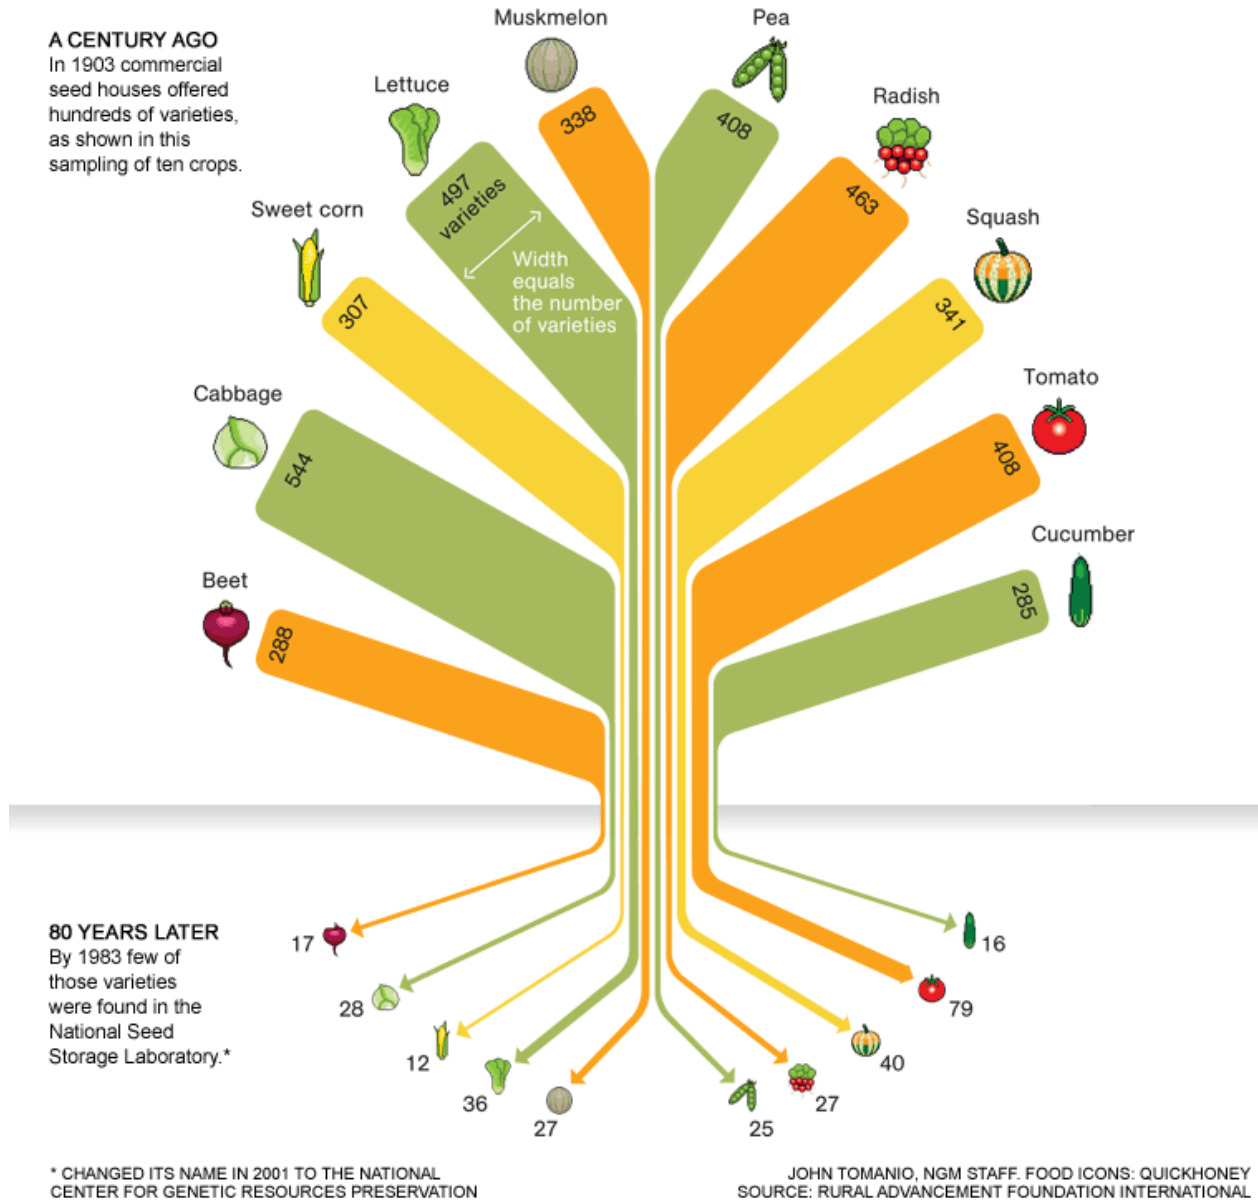 A CENTURY AGO
In 1903 commercial
seed houses offered
hundreds of varieties,
as shown in this
sampling of ten crops.
Muskmelon
338
Pea
408
Lettuce
497
varieties
Width
equals
the number
of varieties
Radish
463
Sweet corn
307
Squash
341
Cabbage
544
Tomato
408
Cucumber
285
Beet
288
80 YEARS LATER
By 1983 few of
those varieties
were found in the
National Seed
Storage Laboratory.*
17
28
12
36
27
25
27
40
79
16
* CHANGED ITS NAME IN 2001 TO THE NATIONAL
CENTER FOR GENETIC RESOURCES PRESERVATION
JOHN TOMANIO, NGM STAFF. FOOD ICONS: QUICKHONEY
SOURCE: RURAL ADVANCEMENT FOUNDATION INTERNATIONAL